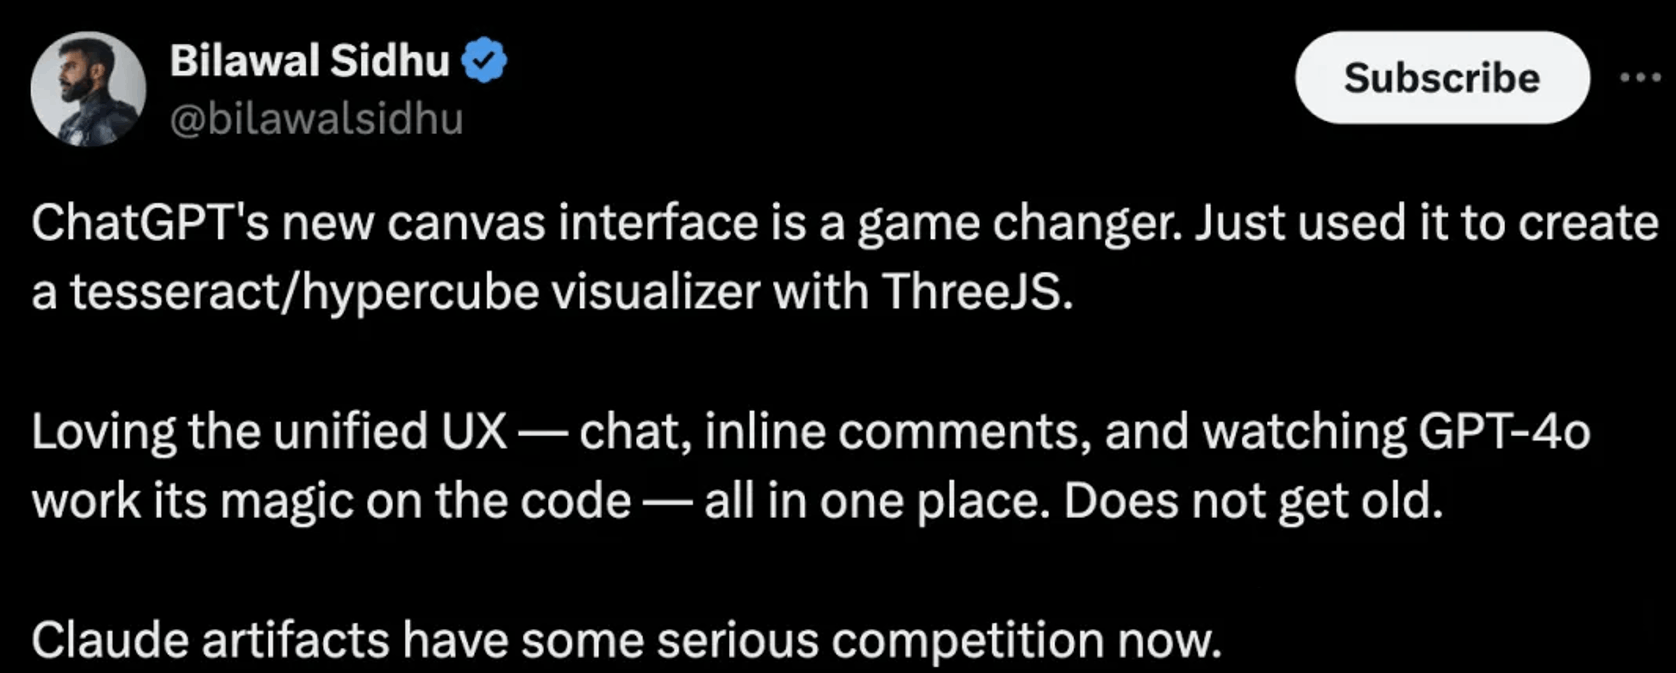 Bilawal Sidhu
@bilawalsidhu
Subscribe
ChatGPT's new canvas interface is a game changer. Just used it to create
a tesseract/hypercube visualizer with ThreeJS.
Loving the unified UX — chat, inline comments, and watching GPT-4o
work its magic on the code — all in one place. Does not get old.
Claude artifacts have some serious competition now.